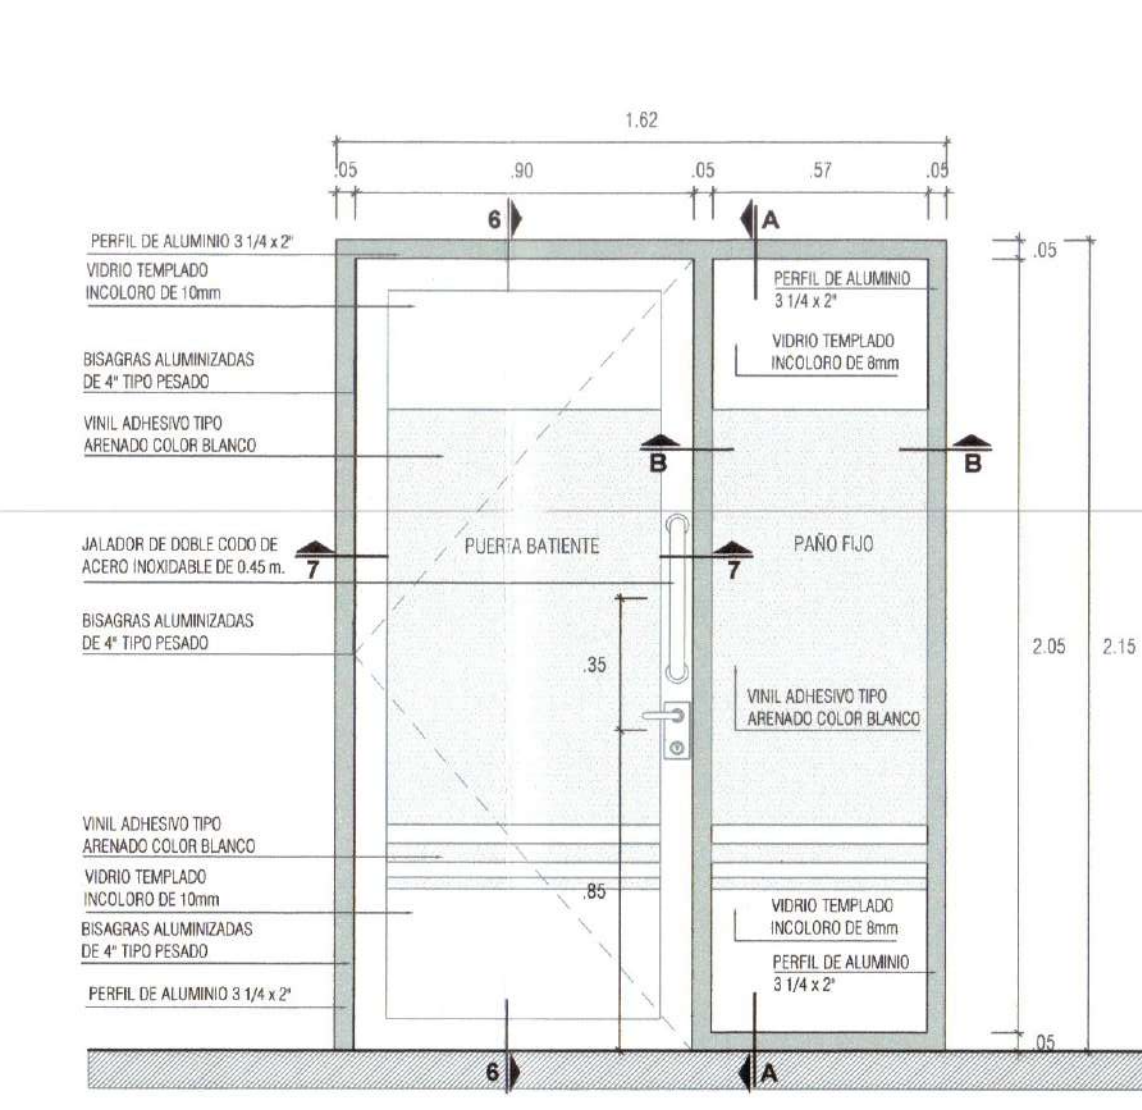 1.62
.05
.90
.05
.57
.05
6
A
PERFIL DE ALUMINIO 3 1/4 x 2"
VIDRIO TEMPLADO
INCOLORO DE 10mm
BISAGRAS ALUMINIZADAS
DE 4" TIPO PESADO
VINIL ADHESIVO TIPO
ARENADO COLOR BLANCO
JALADOR DE DOBLE CODO DE
ACERO INOXIDABLE DE 0.45 m.
BISAGRAS ALUMINIZADAS
DE 4" TIPO PESADO
VINIL ADHESIVO TIPO
ARENADO COLOR BLANCO
VIDRIO TEMPLADO
INCOLORO DE 10mm
BISAGRAS ALUMINIZADAS
DE 4" TIPO PESADO
PERFIL DE ALUMINIO 3 1/4 x 2"
7
PUERTA BATIENTE
7
.35
.85
PERFIL DE ALUMINIO
3 1/4 x 2"
VIDRIO TEMPLADO
INCOLORO DE 8mm
B
B
PAÑO FIJO
VINIL ADHESIVO TIPO
ARENADO COLOR BLANCO
VIDRIO TEMPLADO
INCOLORO DE 8mm
PERFIL DE ALUMINIO
3 1/4 x 2"
.05
2.05
2.15
.05
6
A